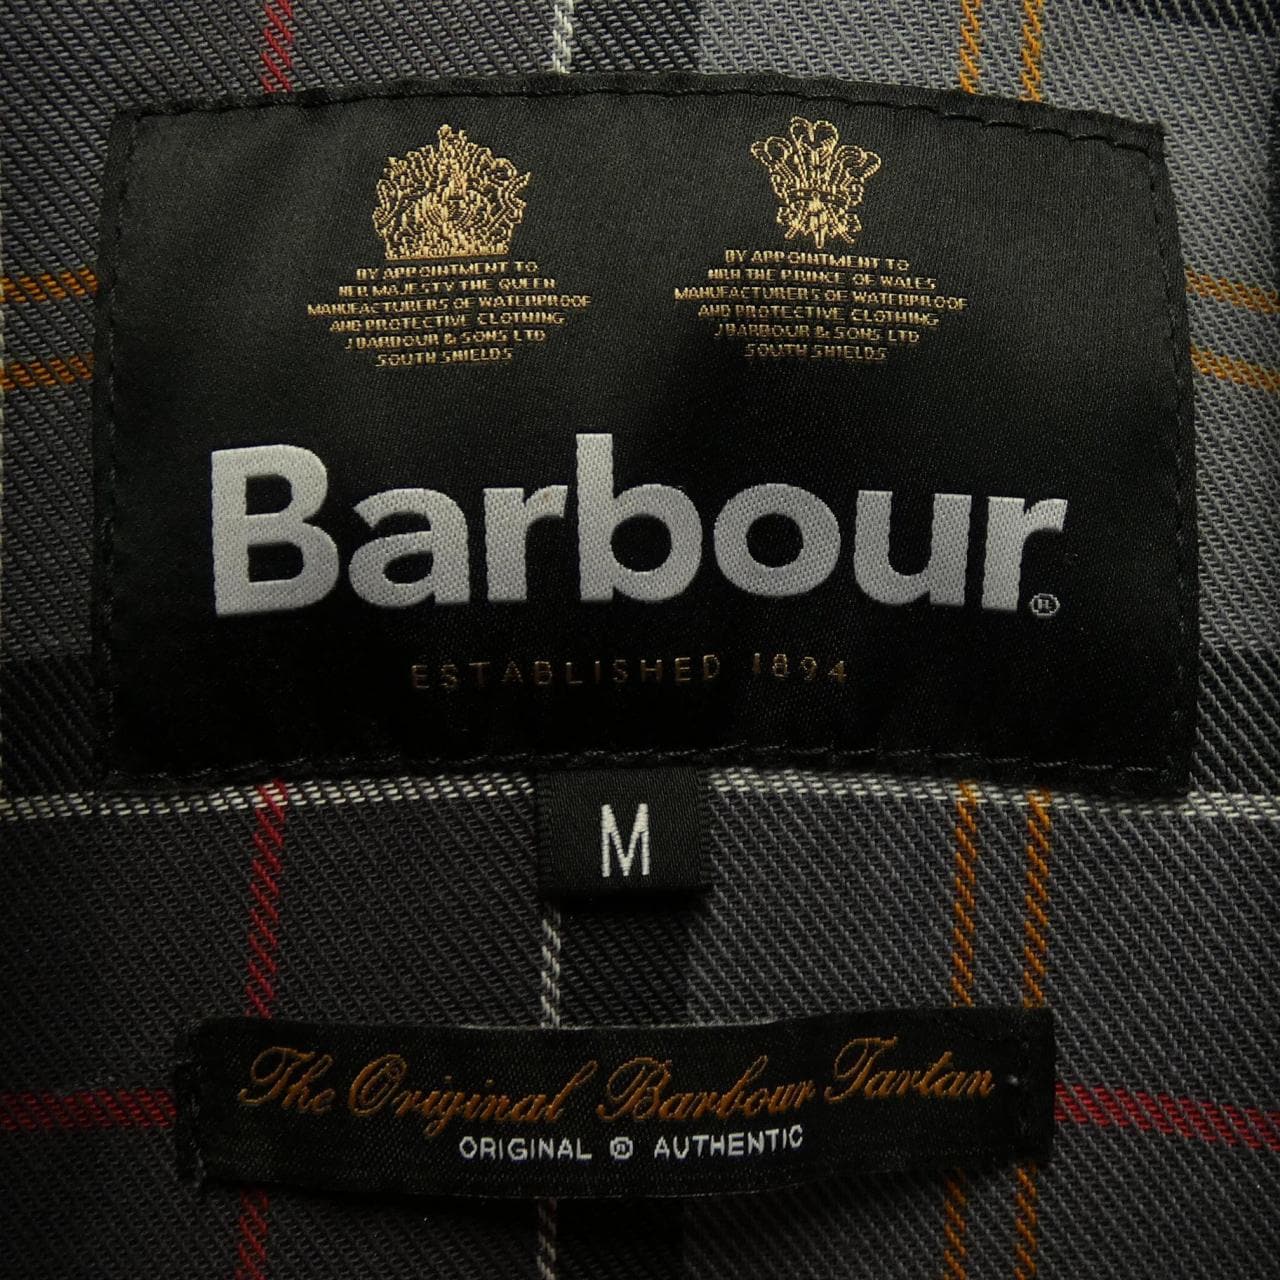 BY APPOINTMENT TO
HER MAJESTY THE QUEEN
MANUFACTURERS OF WATERPROOF
AND PROTECTIVE CLOTHING
J BARBOUR & SONS LTD
SOUTH SHIELDS
BY APPOINTMENT TO
HRH THE PRINCE OF WALES
MANUFACTURERS OF WATERPROOF
AND PROTECTIVE CLOTHING
J BARBOUR & SONS LTD
SOUTH SHIELDS
Barbour®
ESTABLISHED 1894
M
The Original Barbour Tartan
ORIGINAL ® AUTHENTIC